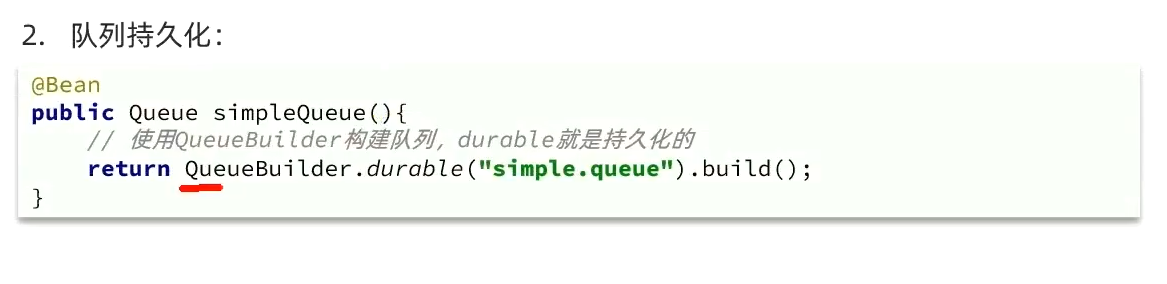 2. 队列持久化：
@Bean
public Queue simpleQueue(){
// 使用QueueBuilder构建队列，durable就是持久化的
return QueueBuilder.durable("simple.queue").build();
}